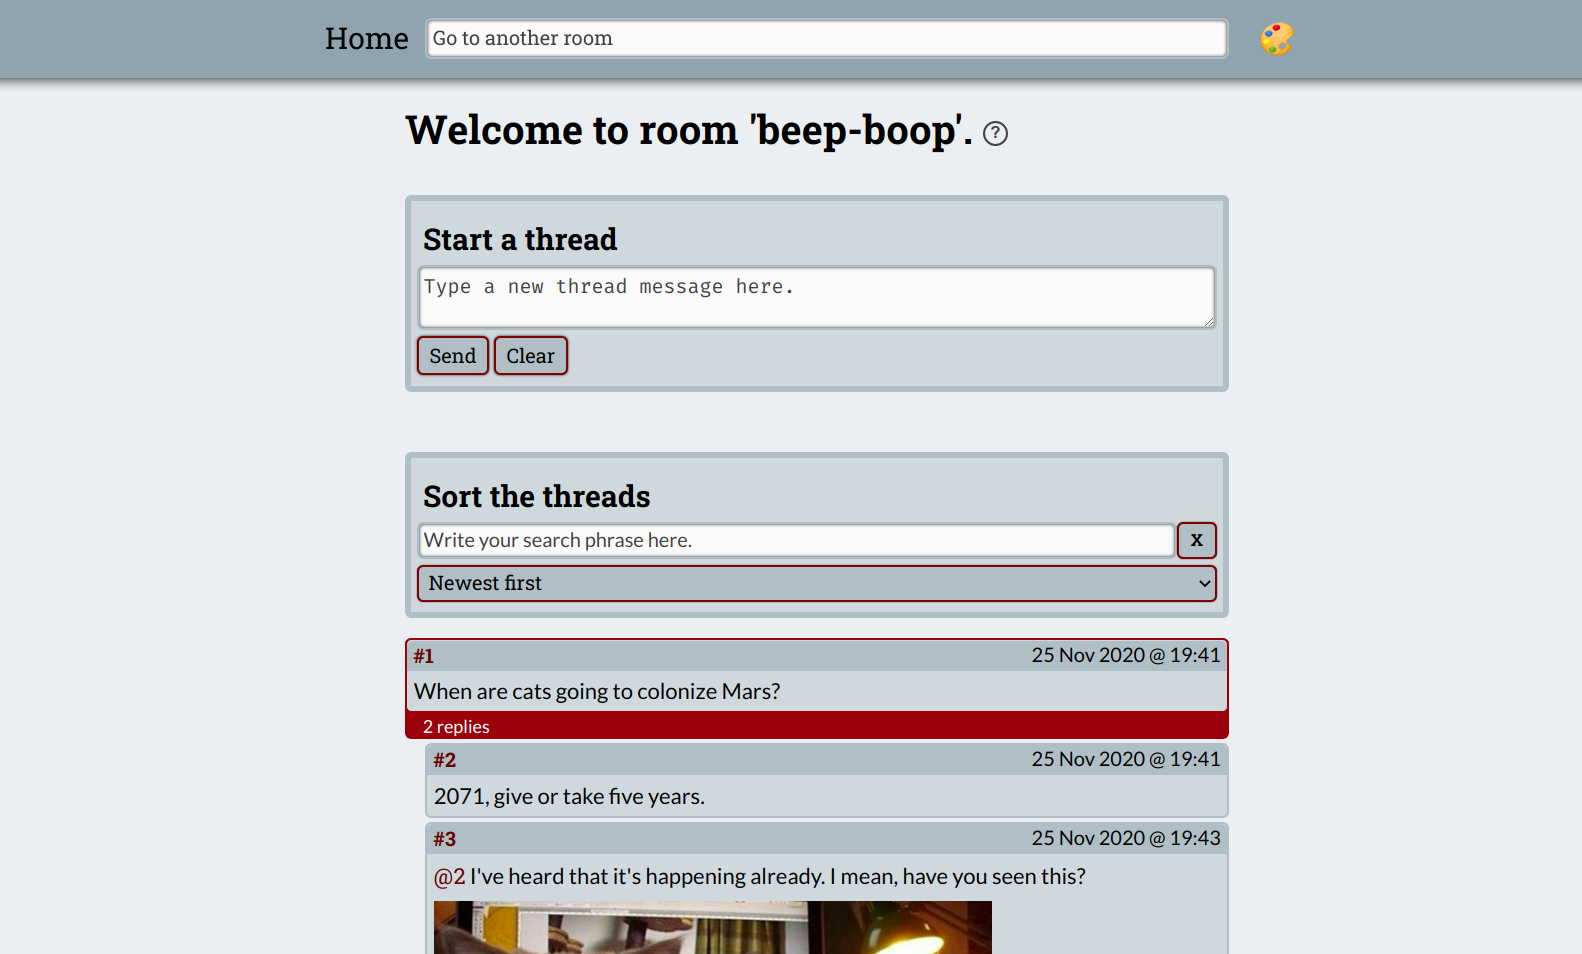 Home
Go to another room
Welcome to room 'beep-boop'. ?
Start a thread
Type a new thread message here.
Send Clear
Sort the threads
Write your search phrase here.
x
Newest first
#1 25 Nov 2020 @ 19:41
When are cats going to colonize Mars?
2 replies
#2 25 Nov 2020 @ 19:41
2071, give or take five years.
#3 25 Nov 2020 @ 19:43
@2 I've heard that it's happening already. I mean, have you seen this?